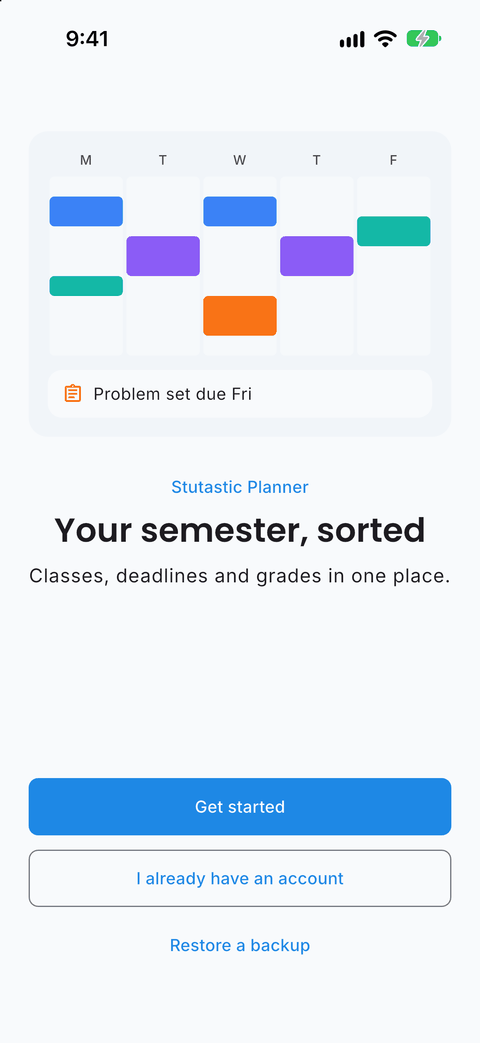 9:41
M T W T F
Problem set due Fri
Stutastic Planner
Your semester, sorted
Classes, deadlines and grades in one place.
Get started
I already have an account
Restore a backup